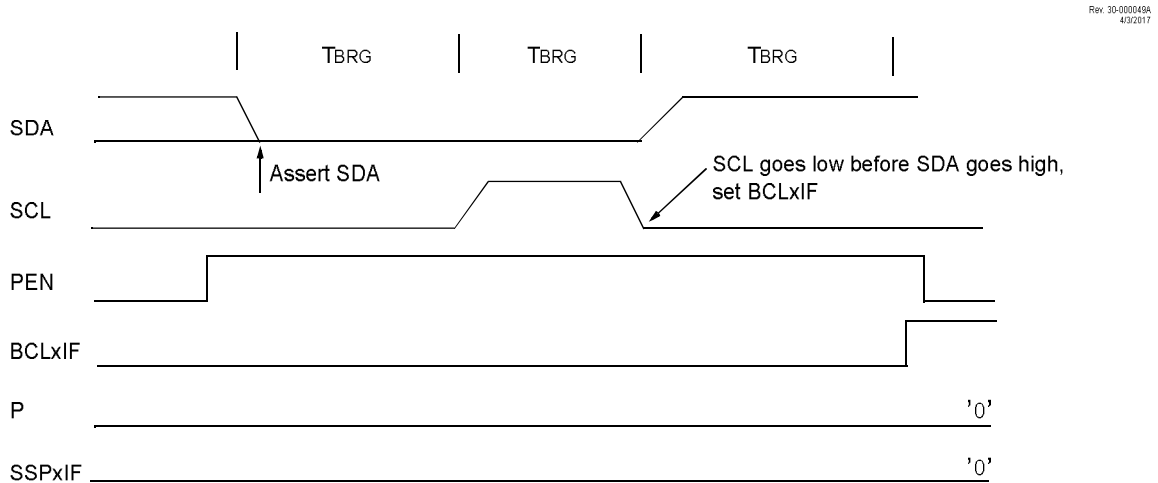 Rev. 30-000049A
4/3/2017
TBRG TBRG TBRG
SDA
Assert SDA
SCL goes low before SDA goes high,
set BCLxIF
SCL
PEN
BCLxIF
P '0'
SSPxIF '0'